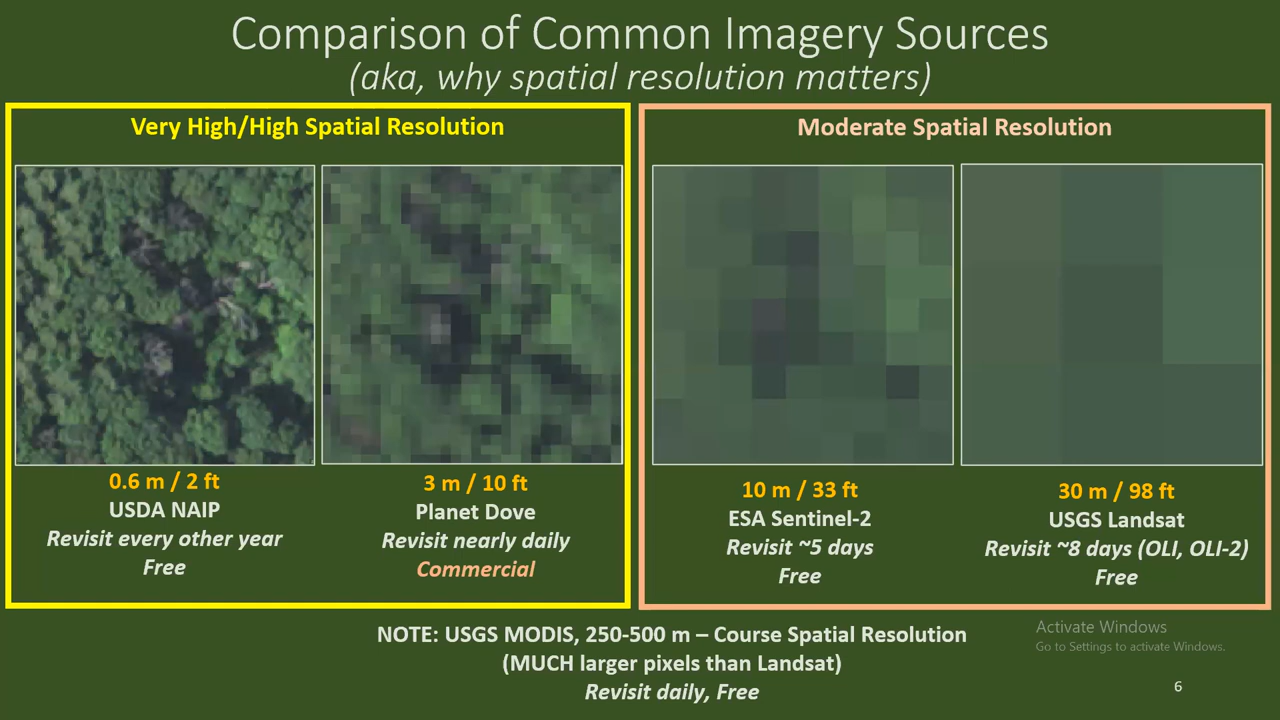 Comparison of Common Imagery Sources
(aka, why spatial resolution matters)
Very High/High Spatial Resolution
0.6 m / 2 ft
USDA NAIP
Revisit every other year
Free
3 m / 10 ft
Planet Dove
Revisit nearly daily
Commercial
Moderate Spatial Resolution
10 m / 33 ft
ESA Sentinel-2
Revisit ~5 days
Free
30 m / 98 ft
USGS Landsat
Revisit ~8 days (OLI, OLI-2)
Free
NOTE: USGS MODIS, 250-500 m – Course Spatial Resolution
(MUCH larger pixels than Landsat)
Revisit daily, Free
Activate Windows
Go to Settings to activate Windows.
6